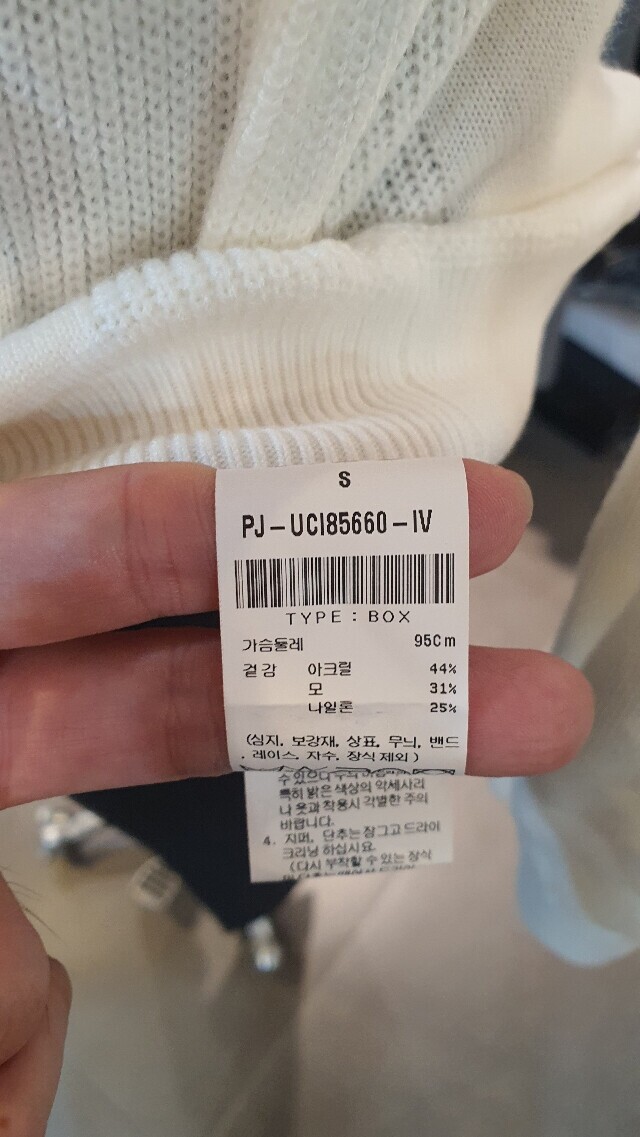 S
PJ-UCI85660-IV
TYPE : BOX
가슴둘레 95Cm
겉감 아크릴 44%
모 31%
나일론 25%
(심지, 보강재, 상표, 무늬, 밴드
, 레이스, 자수, 장식 제외)
수 있으니
특히 밝은 색상의 악세사리
나 옷과 착용시 각별한 주의
바랍니다.
4. 지퍼, 단추는 잠그고 드라이
크리닝 하십시요.
(다시 부착할 수 있는 장식